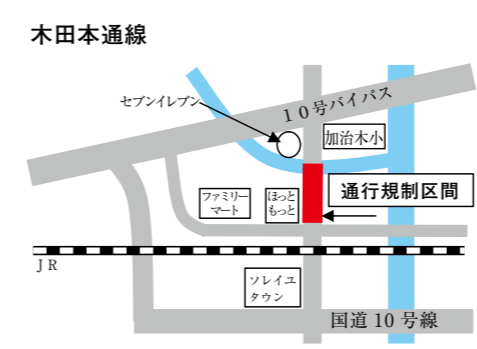 木田本通線
セブンイレブン
10号バイパス
加治木小
ファミリー
マート
ほっと
もっと
通行規制区間
JR
ソレイユ
タウン
国道10号線